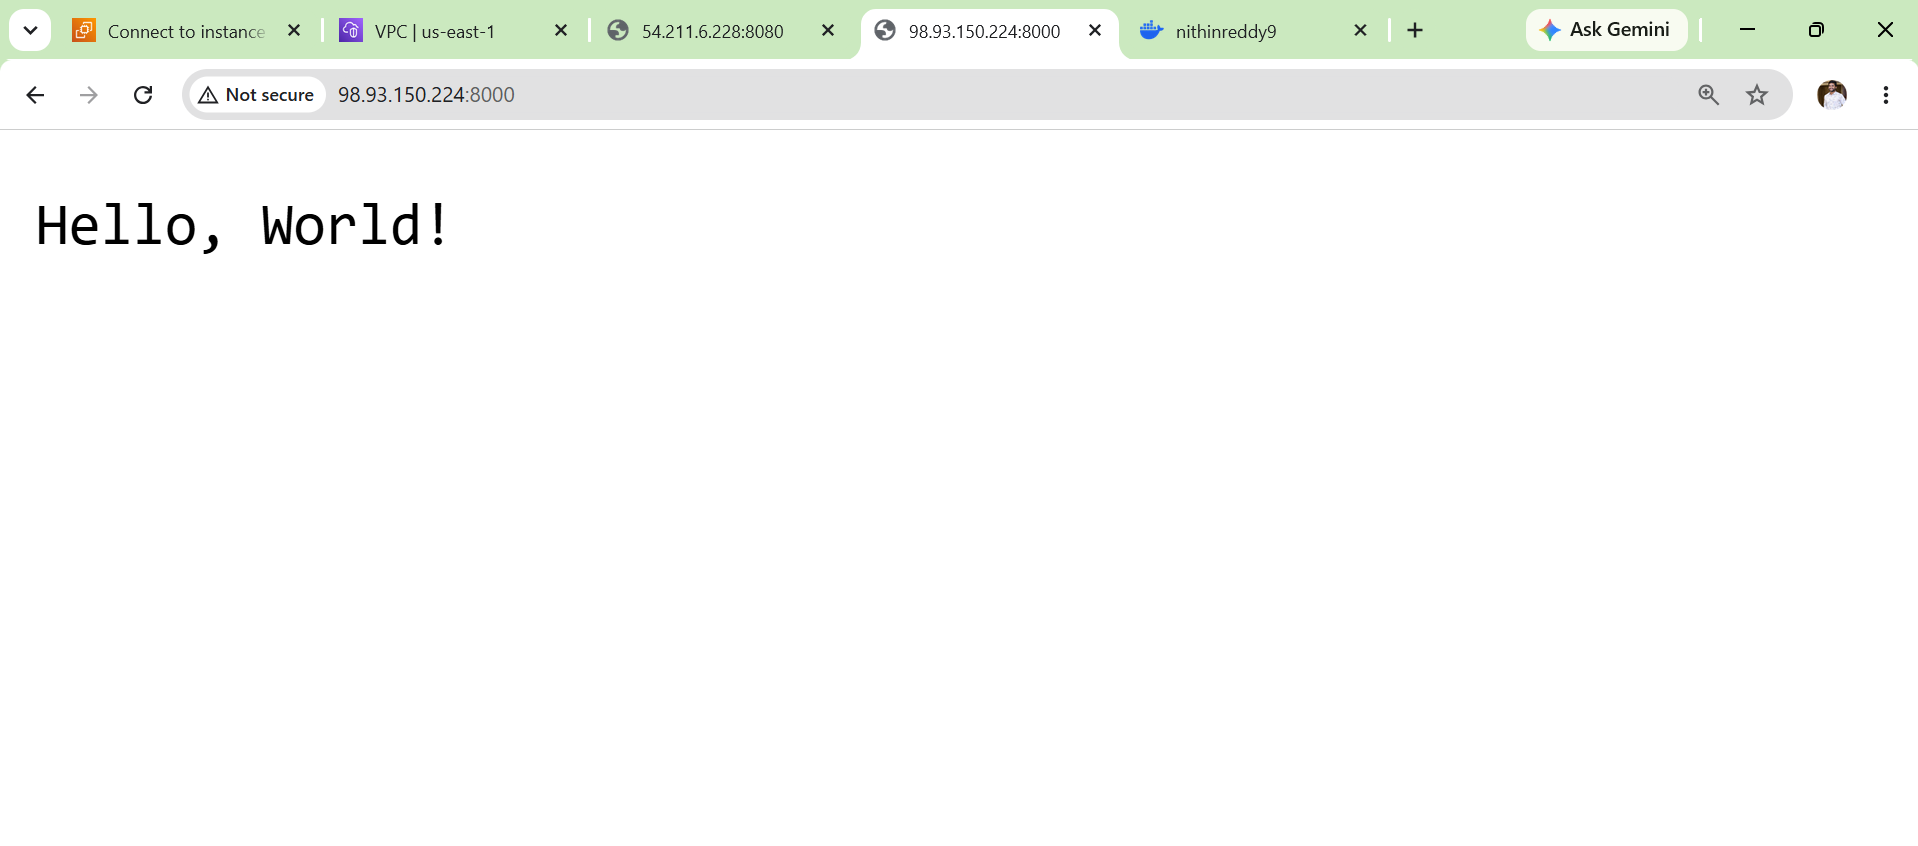 Connect to instance
VPC | us-east-1
54.211.6.228:8080
98.93.150.224:8000
nithinreddy9
Ask Gemini
Not secure
98.93.150.224:8000
Hello, World!